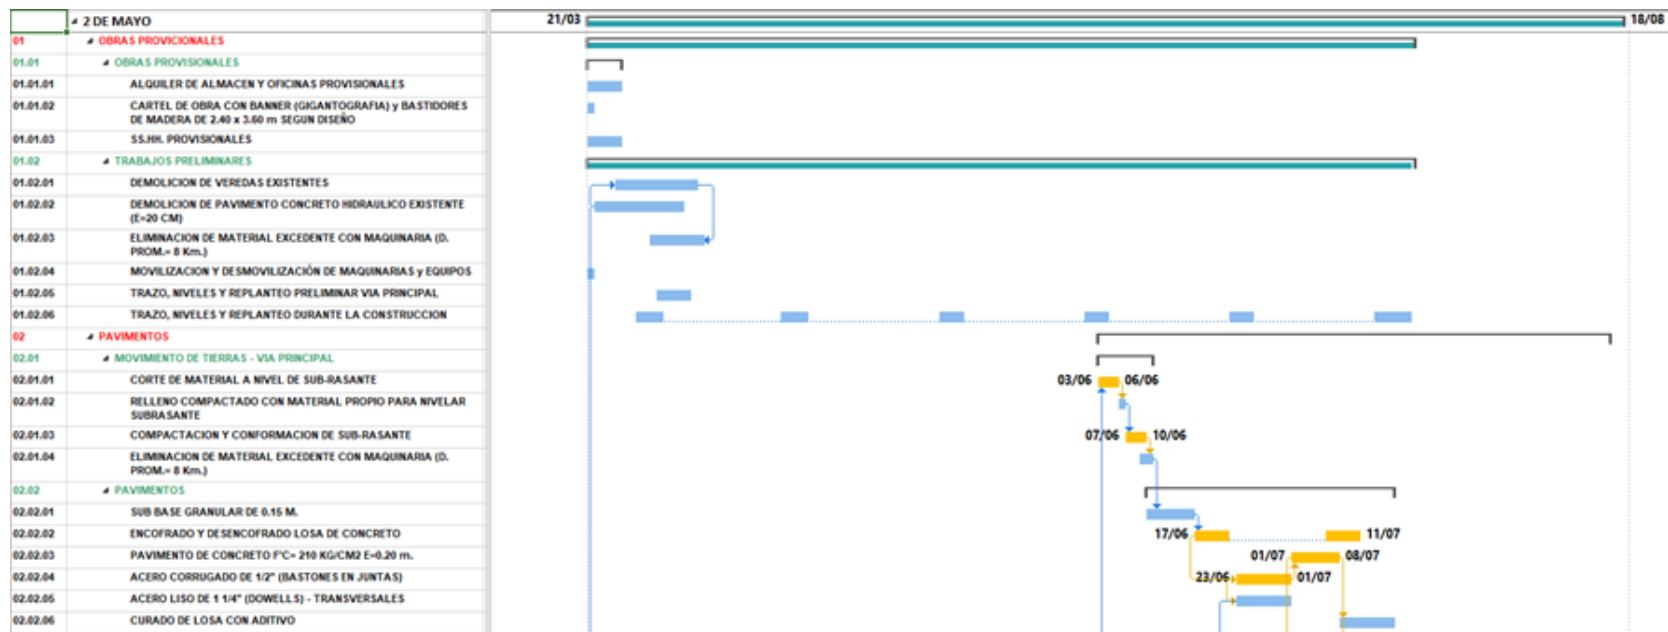 2 DE MAYO 21/03 18/08
01 OBRAS PROVICIONALES
01.01 OBRAS PROVISIONALES
01.01.01 ALQUILER DE ALMACEN Y OFICINAS PROVISIONALES
01.01.02 CARTEL DE OBRA CON BANNER (GIGANTOGRAFIA) y BASTIDORES
DE MADERA DE 2.40 x 3.60 m SEGUN DISEÑO
01.01.03 SS.HH. PROVISIONALES
01.02 TRABAJOS PRELIMINARES
01.02.01 DEMOLICION DE VEREDAS EXISTENTES
01.02.02 DEMOLICION DE PAVIMENTO CONCRETO HIDRAULICO EXISTENTE
(E=20 CM)
01.02.03 ELIMINACION DE MATERIAL EXCEDENTE CON MAQUINARIA (D.
PROM.= 8 Km.)
01.02.04 MOVILIZACION Y DESMOVILIZACIÓN DE MAQUINARIAS y EQUIPOS
01.02.05 TRAZO, NIVELES Y REPLANTEO PRELIMINAR VIA PRINCIPAL
01.02.06 TRAZO, NIVELES Y REPLANTEO DURANTE LA CONSTRUCCION
02 PAVIMENTOS
02.01 MOVIMIENTO DE TIERRAS - VIA PRINCIPAL
02.01.01 CORTE DE MATERIAL A NIVEL DE SUB-RASANTE 03/06 06/06
02.01.02 RELLENO COMPACTADO CON MATERIAL PROPIO PARA NIVELAR
SUBRASANTE
02.01.03 COMPACTACION Y CONFORMACION DE SUB-RASANTE 07/06 10/06
02.01.04 ELIMINACION DE MATERIAL EXCEDENTE CON MAQUINARIA (D.
PROM.= 8 Km.)
02.02 PAVIMENTOS
02.02.01 SUB BASE GRANULAR DE 0.15 M.
02.02.02 ENCOFRADO Y DESENCOFRADO LOSA DE CONCRETO 17/06 11/07
02.02.03 PAVIMENTO DE CONCRETO F'C= 210 KG/CM2 E=0.20 m. 01/07 08/07
02.02.04 ACERO CORRUGADO DE 1/2" (BASTONES EN JUNTAS) 23/06 01/07
02.02.05 ACERO LISO DE 1 1/4" (DOWELLS) - TRANSVERSALES
02.02.06 CURADO DE LOSA CON ADITIVO